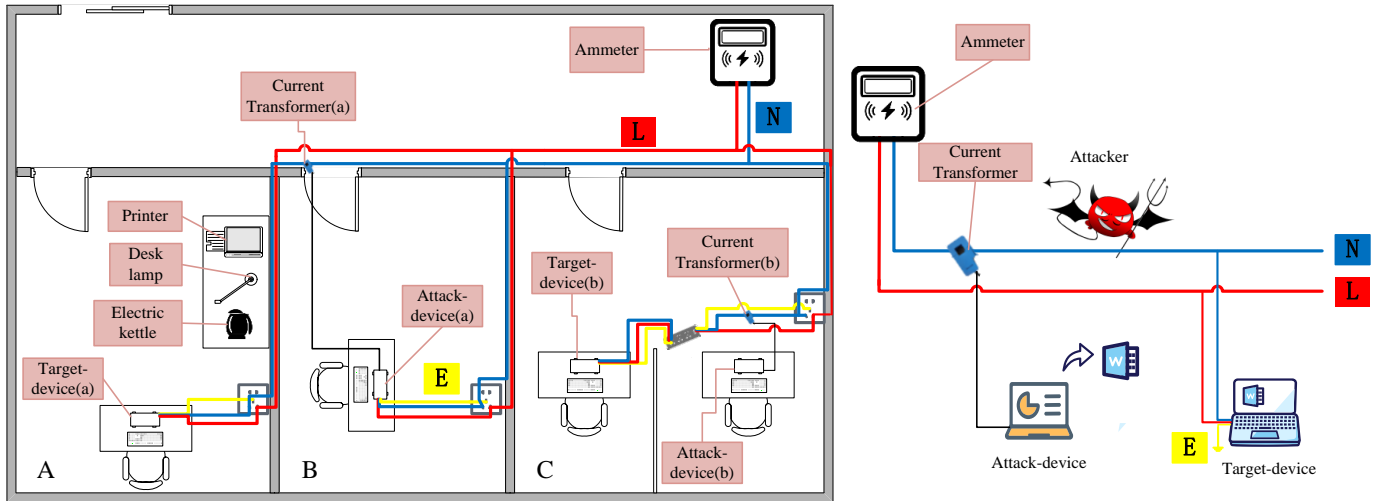 Ammeter
Current
Transformer(a)
N
L
Printer
Desk
lamp
Electric
kettle
Target-
device(a)
Attack-
device(a)
E
Target-
device(b)
Current
Transformer(b)
Attack-
device(b)
A
B
C
Ammeter
Current
Transformer
Attacker
N
L
W
W
E
Attack-device
Target-device